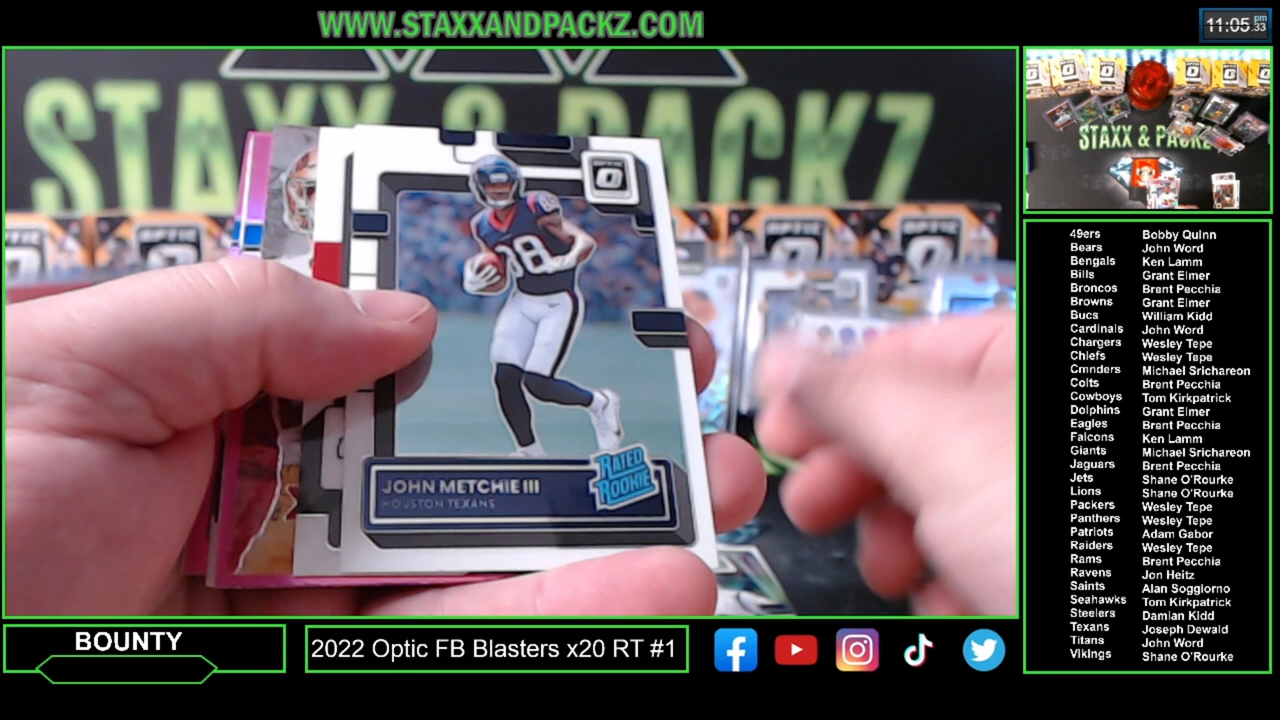 WWW.STAXXANDPACKZ.COM
11:05 pm .33
STAXX & PACKZ
OPTIC
88
JOHN METCHIE III
HOUSTON TEXANS
RATED ROOKIE
STAXX & PACKZ
49ers Bobby Quinn
Bears John Word
Bengals Ken Lamm
Bills Grant Elmer
Broncos Brent Pecchia
Browns Grant Elmer
Bucs William Kidd
Cardinals John Word
Chargers Wesley Tepe
Chiefs Wesley Tepe
Cmnders Michael Srichareon
Colts Brent Pecchia
Cowboys Tom Kirkpatrick
Dolphins Grant Elmer
Eagles Brent Pecchia
Falcons Ken Lamm
Giants Michael Srichareon
Jaguars Brent Pecchia
Jets Shane O'Rourke
Lions Shane O'Rourke
Packers Wesley Tepe
Panthers Wesley Tepe
Patriots Adam Gabor
Raiders Wesley Tepe
Rams Brent Pecchia
Ravens Jon Heitz
Saints Alan Soggiorno
Seahawks Tom Kirkpatrick
Steelers Damian Kidd
Texans Joseph Dewald
Titans John Word
Vikings Shane O'Rourke
BOUNTY
2022 Optic FB Blasters x20 RT #1